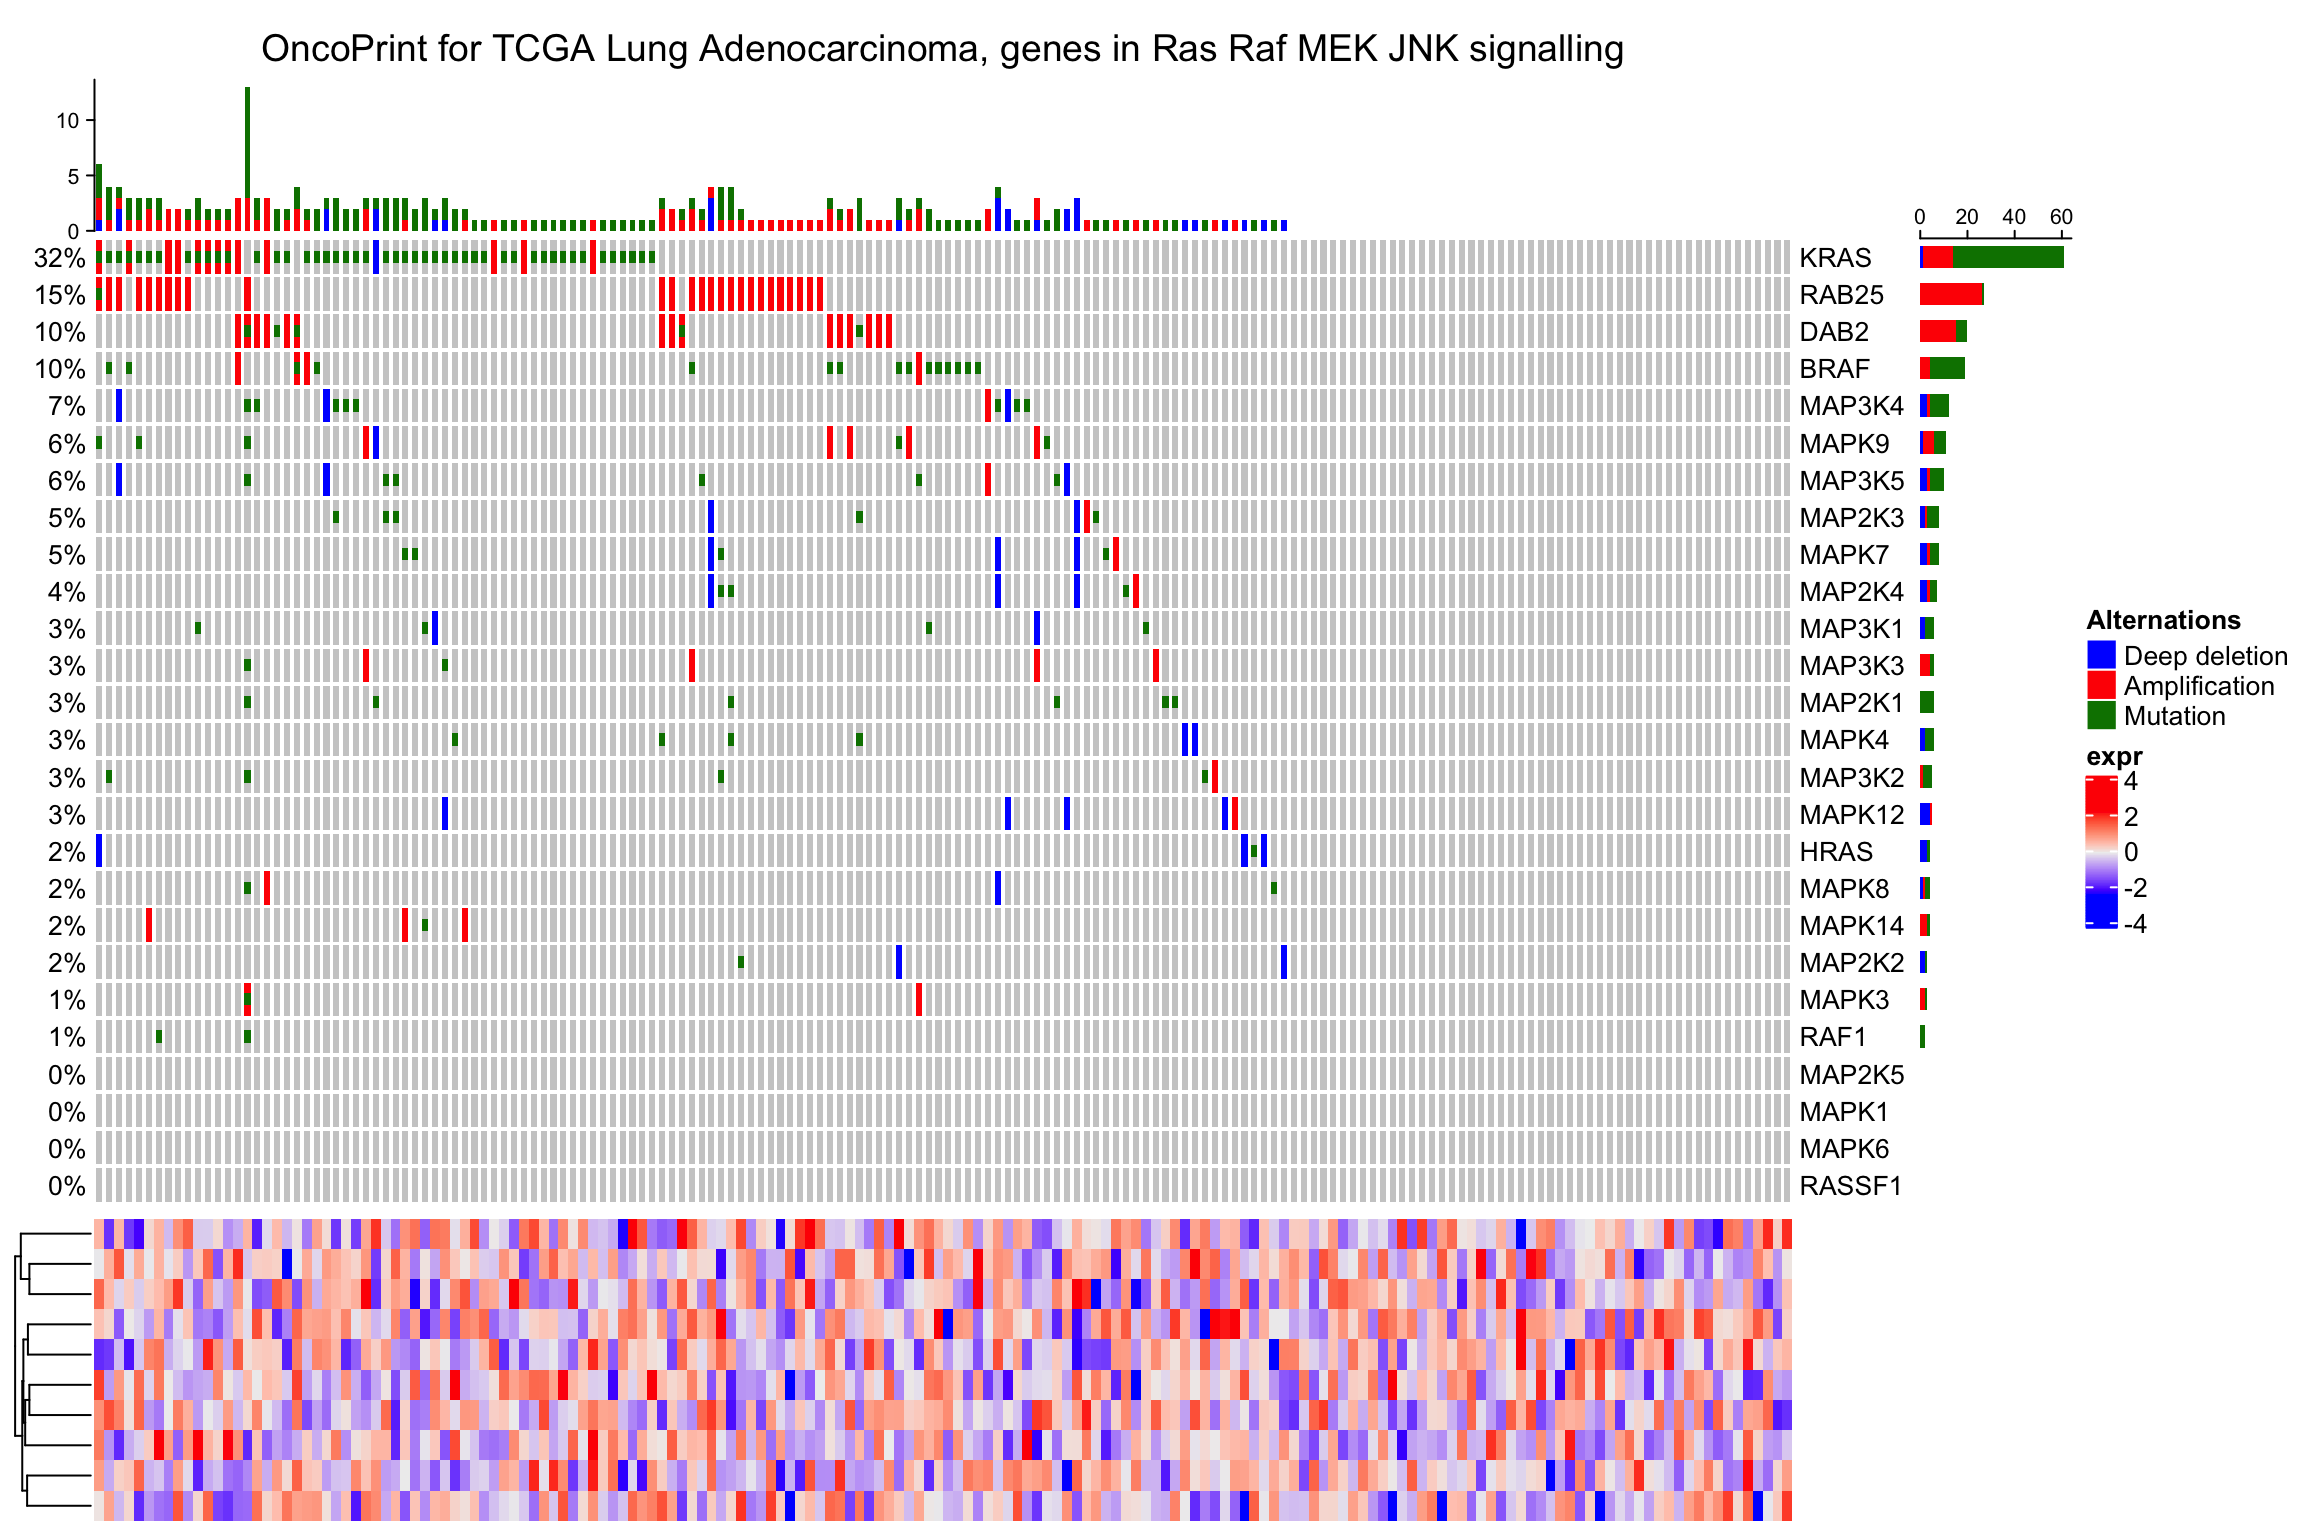 OncoPrint for TCGA Lung Adenocarcinoma, genes in Ras Raf MEK JNK signalling
10
5
0
0 20 40 60
32% KRAS
15% RAB25
10% DAB2
10% BRAF
7% MAP3K4
6% MAPK9
6% MAP3K5
5% MAP2K3
5% MAPK7
4% MAP2K4
3% MAP3K1
3% MAP3K3
3% MAP2K1
3% MAPK4
3% MAP3K2
3% MAPK12
2% HRAS
2% MAPK8
2% MAPK14
2% MAP2K2
1% MAPK3
1% RAF1
0% MAP2K5
0% MAPK1
0% MAPK6
0% RASSF1
Alternations
Deep deletion
Amplification
Mutation
expr
4
2
0
-2
-4